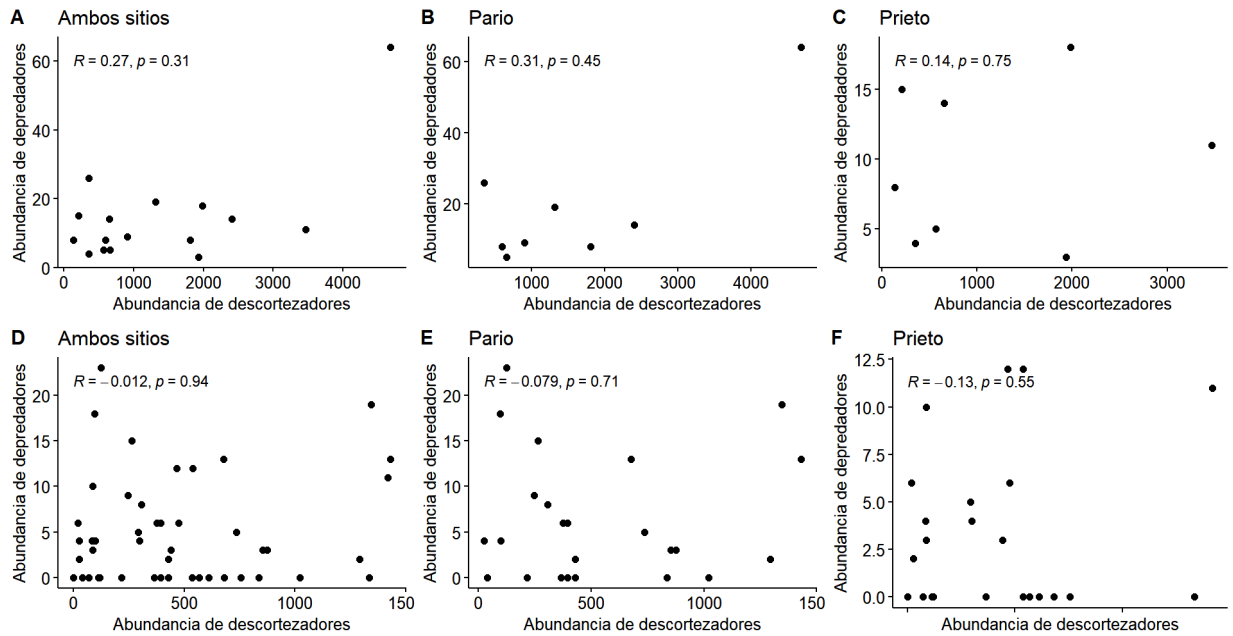 A Ambos sitios
R = 0.27, p = 0.31
Abundancia de depredadores
60
40
20
0
0 1000 2000 3000 4000
Abundancia de descortezadores
B Pario
R = 0.31, p = 0.45
Abundancia de depredadores
60
40
20
1000 2000 3000 4000
Abundancia de descortezadores
C Prieto
R = 0.14, p = 0.75
Abundancia de depredadores
15
10
5
0 1000 2000 3000
Abundancia de descortezadores
D Ambos sitios
R = −0.012, p = 0.94
Abundancia de depredadores
20
15
10
5
0
0 500 1000 150
Abundancia de descortezadores
E Pario
R = −0.079, p = 0.71
Abundancia de depredadores
20
15
10
5
0
0 500 1000 150
Abundancia de descortezadores
F Prieto
R = −0.13, p = 0.55
Abundancia de depredadores
12.5
10.0
7.5
5.0
2.5
0.0
Abundancia de descortezadores